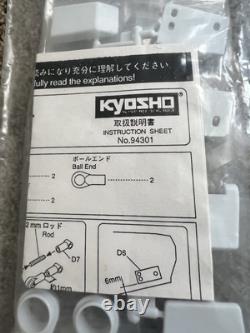 読みになり充分に理解してください
fully read the explanations!
KYOSHO
取扱説明書
INSTRUCTION SHEET
No.94301
ボールエンド
Ball End
2
2
2
mm ロッド
Rod
D7
D8
6mm